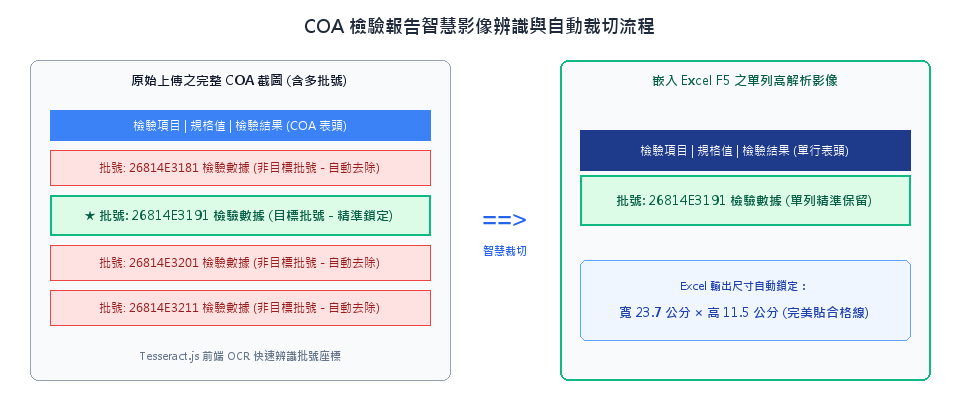 COA 檢驗報告智慧影像辨識與自動裁切流程
原始上傳之完整 COA 截圖 (含多批號)
檢驗項目 | 規格值 | 檢驗結果 (COA 表頭)
批號: 26814E3181 檢驗數據 (非目標批號 - 自動去除)
★ 批號: 26814E3191 檢驗數據 (目標批號 - 精準鎖定)
批號: 26814E3201 檢驗數據 (非目標批號 - 自動去除)
批號: 26814E3211 檢驗數據 (非目標批號 - 自動去除)
Tesseract.js 前端 OCR 快速辨識批號座標
==>
智慧裁切
嵌入 Excel F5 之單列高解析影像
檢驗項目 | 規格值 | 檢驗結果 (單行表頭)
批號: 26814E3191 檢驗數據 (單列精準保留)
Excel 輸出尺寸自動鎖定：
寬 23.7 公分 × 高 11.5 公分 (完美貼合格線)